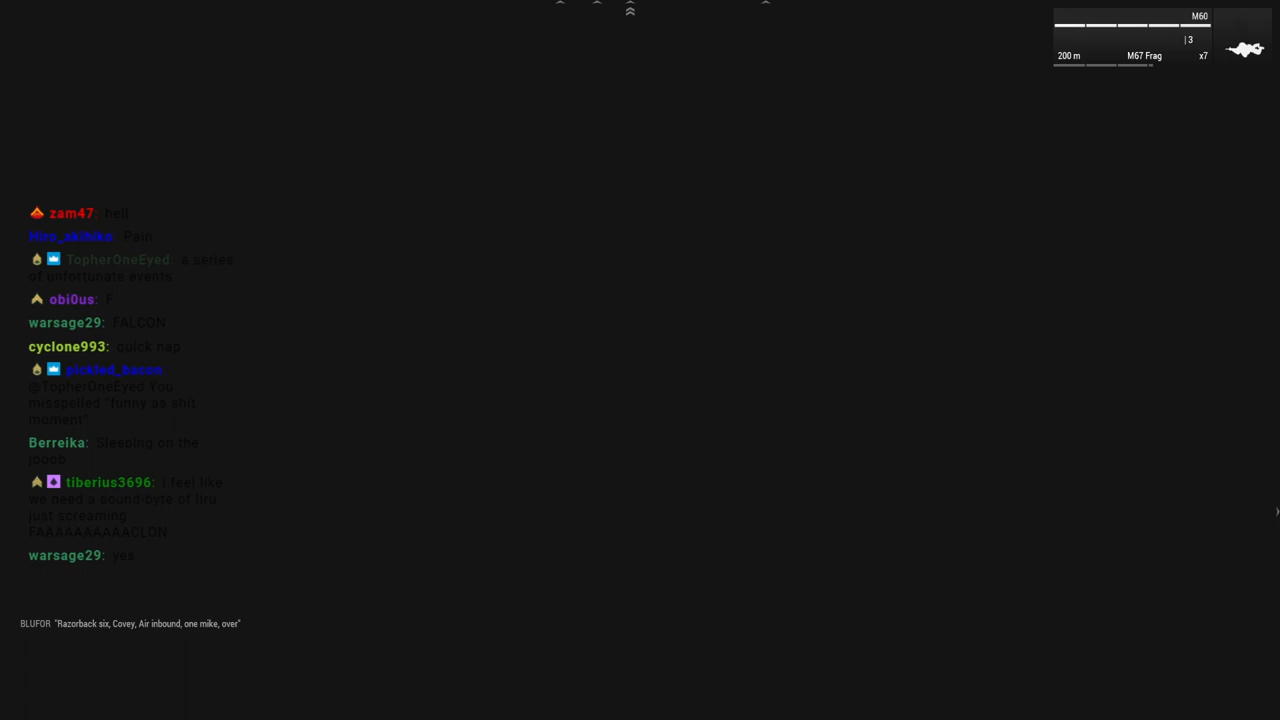 M60
| 3
200 m M67 Frag x7
zam47: hell
Hiro_akihiko: Pain
TopherOneEyed: a series
of unfortunate events
obi0us: F
warsage29: FALCON
cyclone993: quick nap
pickled_bacon:
@TopherOneEyed You
misspelled "funny as shit
moment"
Berreika: Sleeping on the
jooob
tiberius3696: i feel like
we need a sound-byte of liru
just screaming
FAAAAAAAAAACLON
warsage29: yes
BLUFOR "Razorback six, Covey, Air inbound, one mike, over"